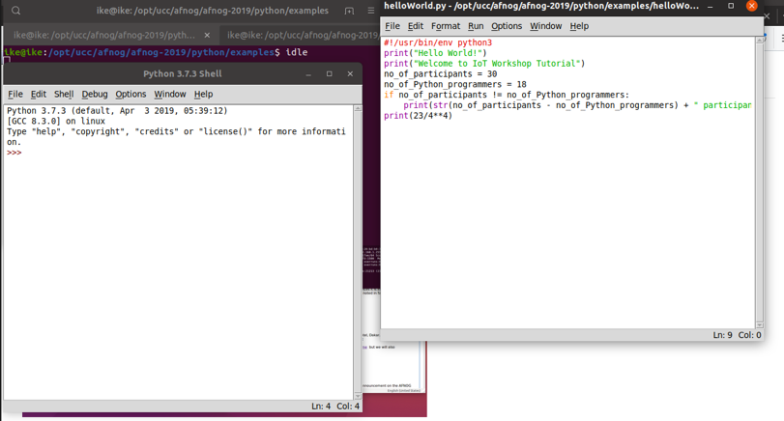 ike@ike: /opt/ucc/afnog/afnog-2019/python/examples
ike@ike: /opt/ucc/afnog/afnog-2019/pyth... ×
ike@ike: /opt/ucc/afnog/afnog-2019
ike@ike:/opt/ucc/afnog/afnog-2019/python/examples$ idle
Python 3.7.3 Shell
File Edit Shell Debug Options Window Help
Python 3.7.3 (default, Apr 3 2019, 05:39:12)
[GCC 8.3.0] on linux
Type "help", "copyright", "credits" or "license()" for more informati
on.
>>>
Ln: 4 Col: 4
helloWorld.py - /opt/ucc/afnog/afnog-2019/python/examples/helloWo...
File Edit Format Run Options Window Help
#!/usr/bin/env python3
print("Hello World!")
print("Welcome to IoT Workshop Tutorial")
no_of_participants = 30
no_of_Python_programmers = 18
if no_of_participants != no_of_Python_programmers:
    print(str(no_of_participants - no_of_Python_programmers) + " participan
print(23/4**4)
Ln: 9 Col: 0